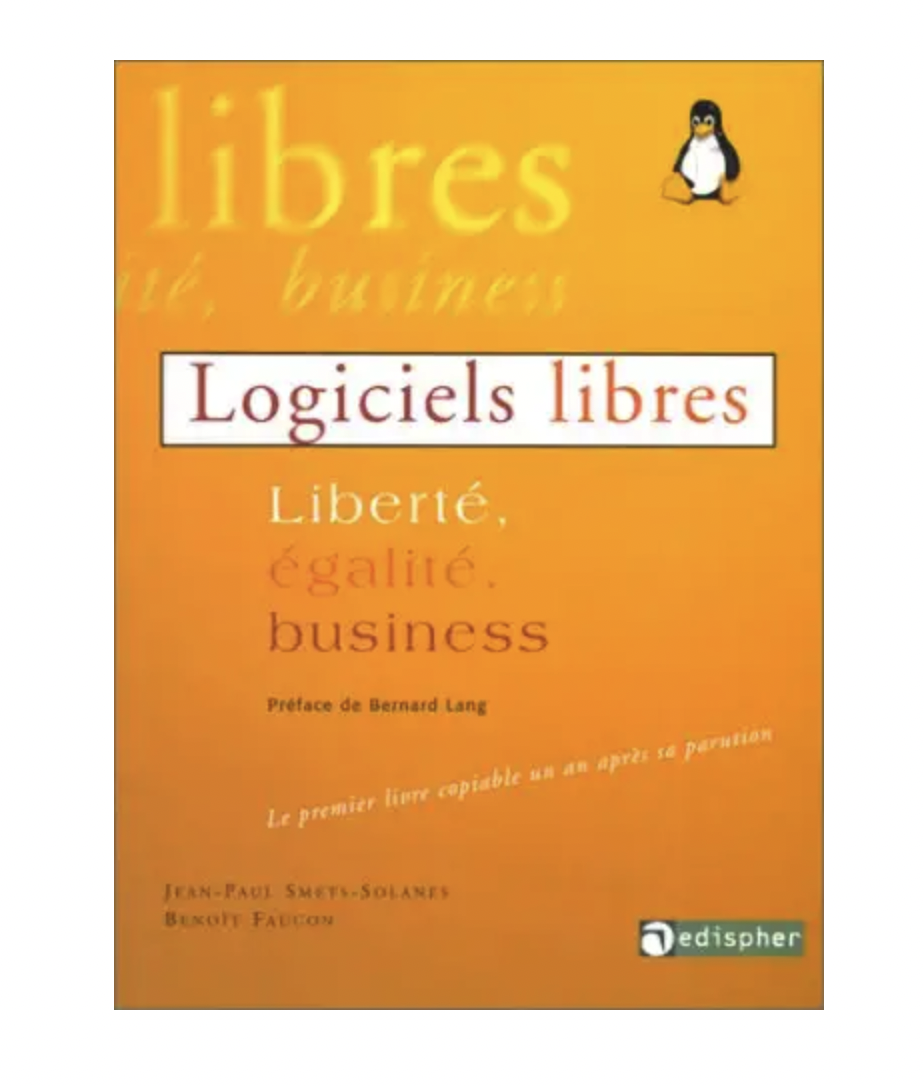 libres
ité, business
Logiciels libres
Liberté,
égalité.
business
Préface de Bernard Lang
Le premier livre copiable un an après sa parution
JEAN-PAUL SMETS-SOLANES
BENOÎT FAUCON
edispher